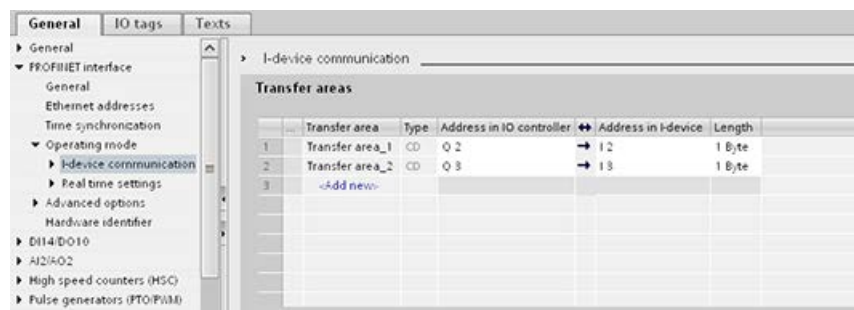 General IO tags Texts
General
PROFINET interface
General
Ethernet addresses
Time synchronization
Operating mode
I-device communication
Real time settings
Advanced options
Hardware identifier
DI14/DO10
AI2/AO2
High speed counters (HSC)
Pulse generators (PTO/PWM)
I-device communication
Transfer areas
... Transfer area Type Address in IO controller ↔ Address in I-device Length
1 Transfer area_1 CD Q 2 → I 2 1 Byte
2 Transfer area_2 CD Q 3 → I 3 1 Byte
3 <Add new>